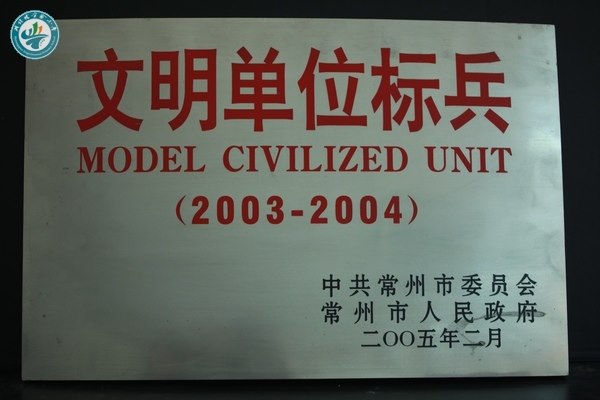 文明单位标兵
MODEL CIVILIZED UNIT
(2003-2004)
中共常州市委员会
常州市人民政府
二〇〇五年二月